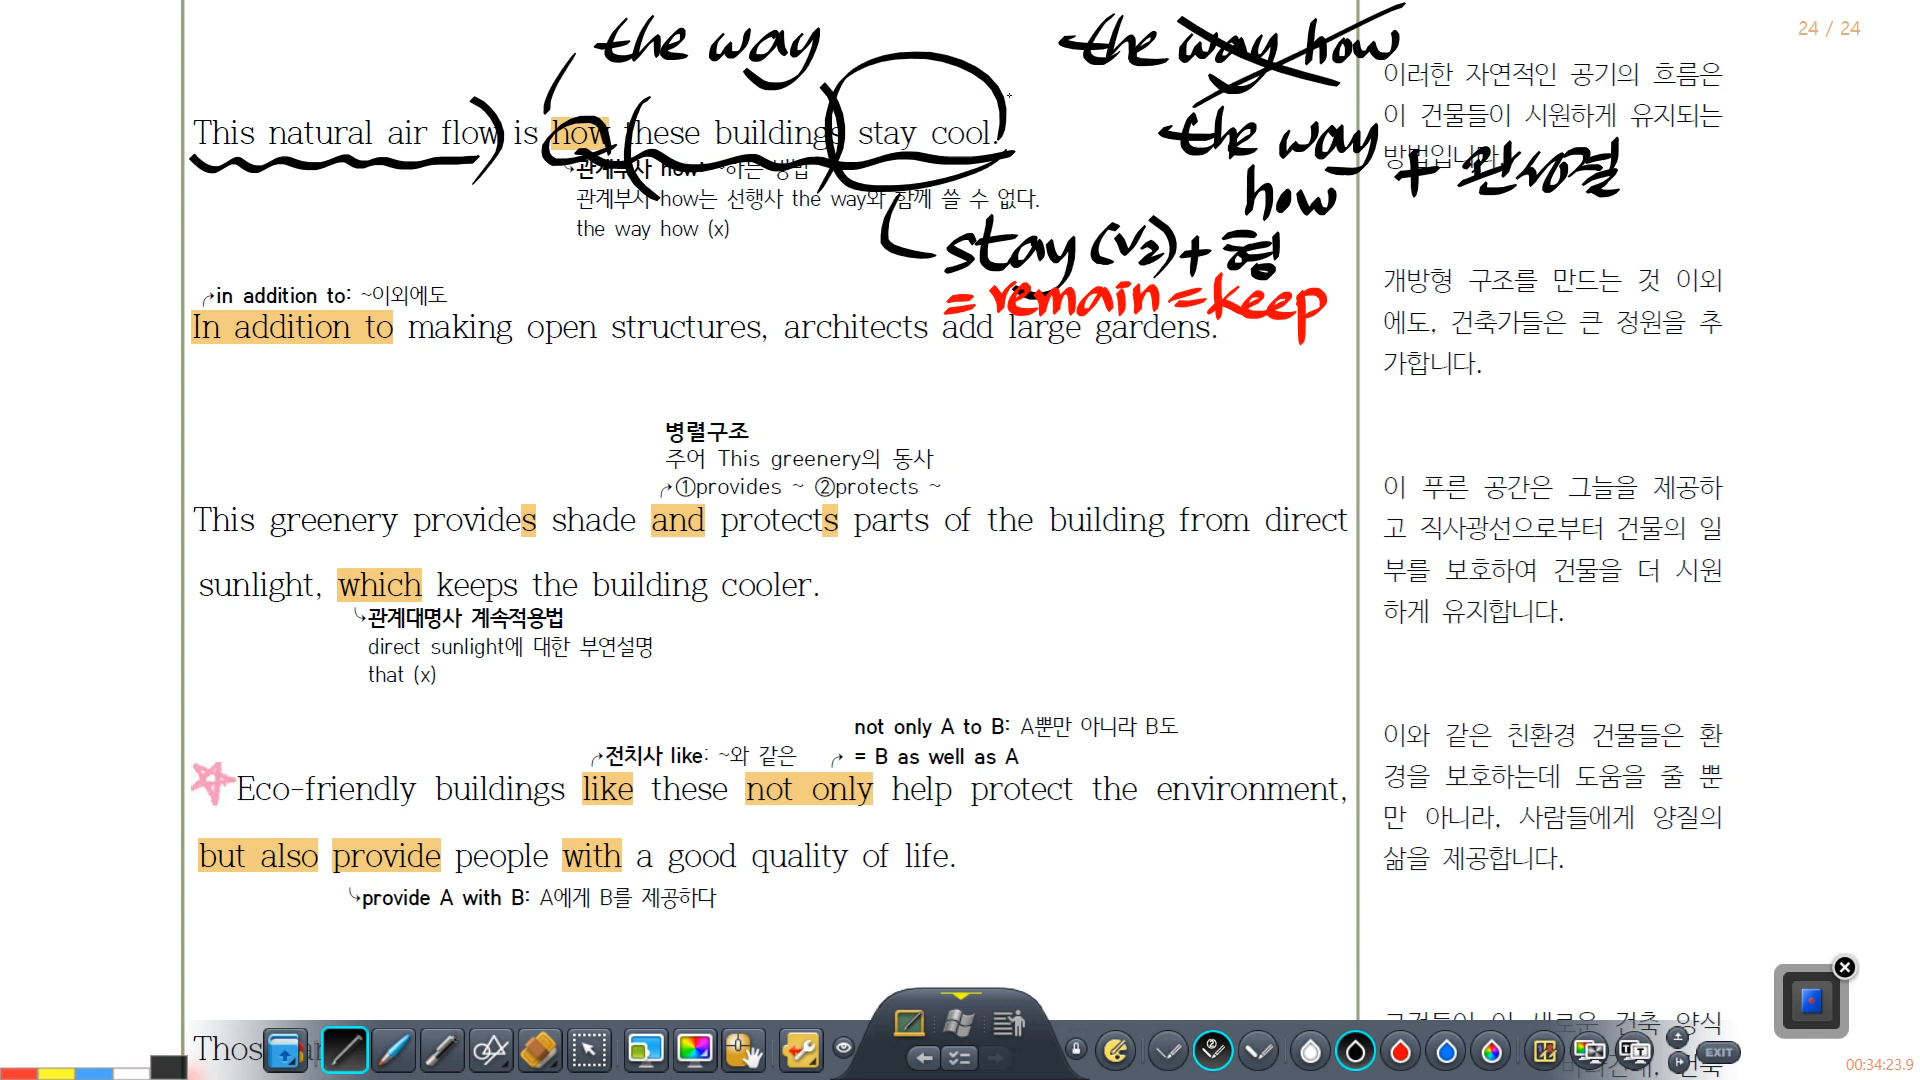 24 / 24
the way
the way how
이러한 자연적인 공기의 흐름은
이 건물들이 시원하게 유지되는
방법입니다.
This natural air flow is how these buildings stay cool.
the way
how
+ 관성결
관계부사 how: ~하는 방법
관계부사 how는 선행사 the way와 함께 쓸 수 없다.
the way how (x)
stay (V2) + 형
= remain = keep
in addition to: ~이외에도
In addition to making open structures, architects add large gardens.
개방형 구조를 만드는 것 이외
에도, 건축가들은 큰 정원을 추
가합니다.
병렬구조
주어 This greenery의 동사
①provides ~ ②protects ~
This greenery provides shade and protects parts of the building from direct
sunlight, which keeps the building cooler.
관계대명사 계속적용법
direct sunlight에 대한 부연설명
that (x)
이 푸른 공간은 그늘을 제공하
고 직사광선으로부터 건물의 일
부를 보호하여 건물을 더 시원
하게 유지합니다.
not only A to B: A뿐만 아니라 B도
전치사 like: ~와 같은
= B as well as A
Eco-friendly buildings like these not only help protect the environment,
but also provide people with a good quality of life.
provide A with B: A에게 B를 제공하다
이와 같은 친환경 건물들은 환
경을 보호하는데 도움을 줄 뿐
만 아니라, 사람들에게 양질의
삶을 제공합니다.
Thos
EXIT
00:34:23.9